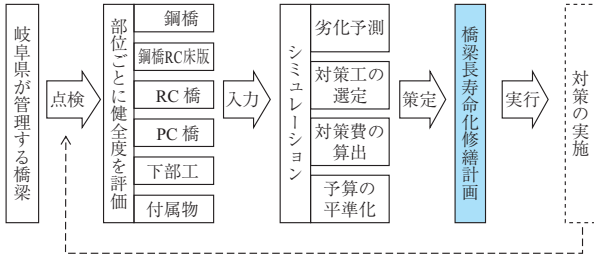 岐阜県が管理する橋梁
点検
部位ごとに健全度を評価
鋼橋
鋼橋RC床版
RC 橋
PC 橋
下部工
付属物
入力
シミュレーション
劣化予測
対策工の
選定
対策費の
算出
予算の
平準化
策定
橋梁長寿命化修繕計画
実行
対策の実施